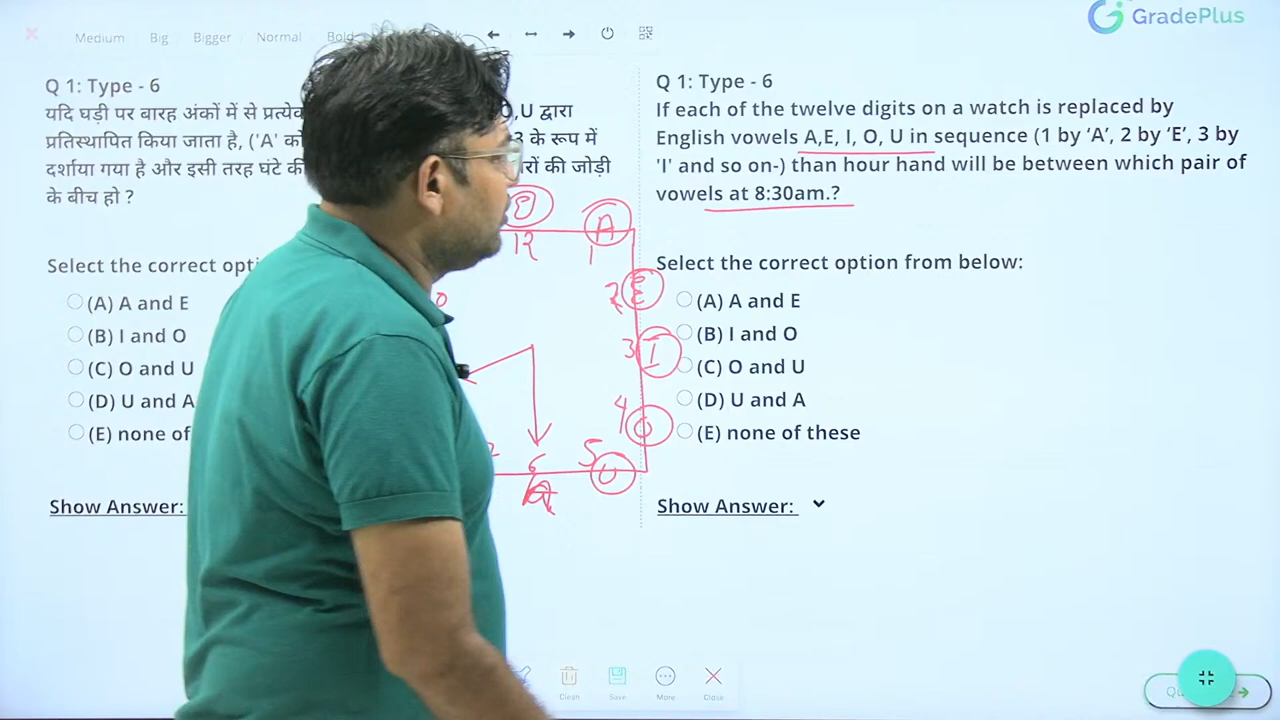 Medium Big Bigger Normal Bold
GradePlus
Q 1: Type - 6
यदि घड़ी पर बारह अंकों में से प्रत्येक
,U द्वारा
प्रतिस्थापित किया जाता है, ('A' को
3 के रूप में
दर्शाया गया है और इसी तरह घंटे की
की जोड़ी
के बीच हो ?
Select the correct opti
(A) A and E
(B) I and O
(C) O and U
(D) U and A
(E) none of
Show Answer:
12
1
A
2
E
3
I
4
O
5
U
6
Q 1: Type - 6
If each of the twelve digits on a watch is replaced by
English vowels A,E, I, O, U in sequence (1 by ‘A’, 2 by ‘E’, 3 by
'I' and so on-) than hour hand will be between which pair of
vowels at 8:30am.?
Select the correct option from below:
(A) A and E
(B) I and O
(C) O and U
(D) U and A
(E) none of these
Show Answer:
Clean Save More Close